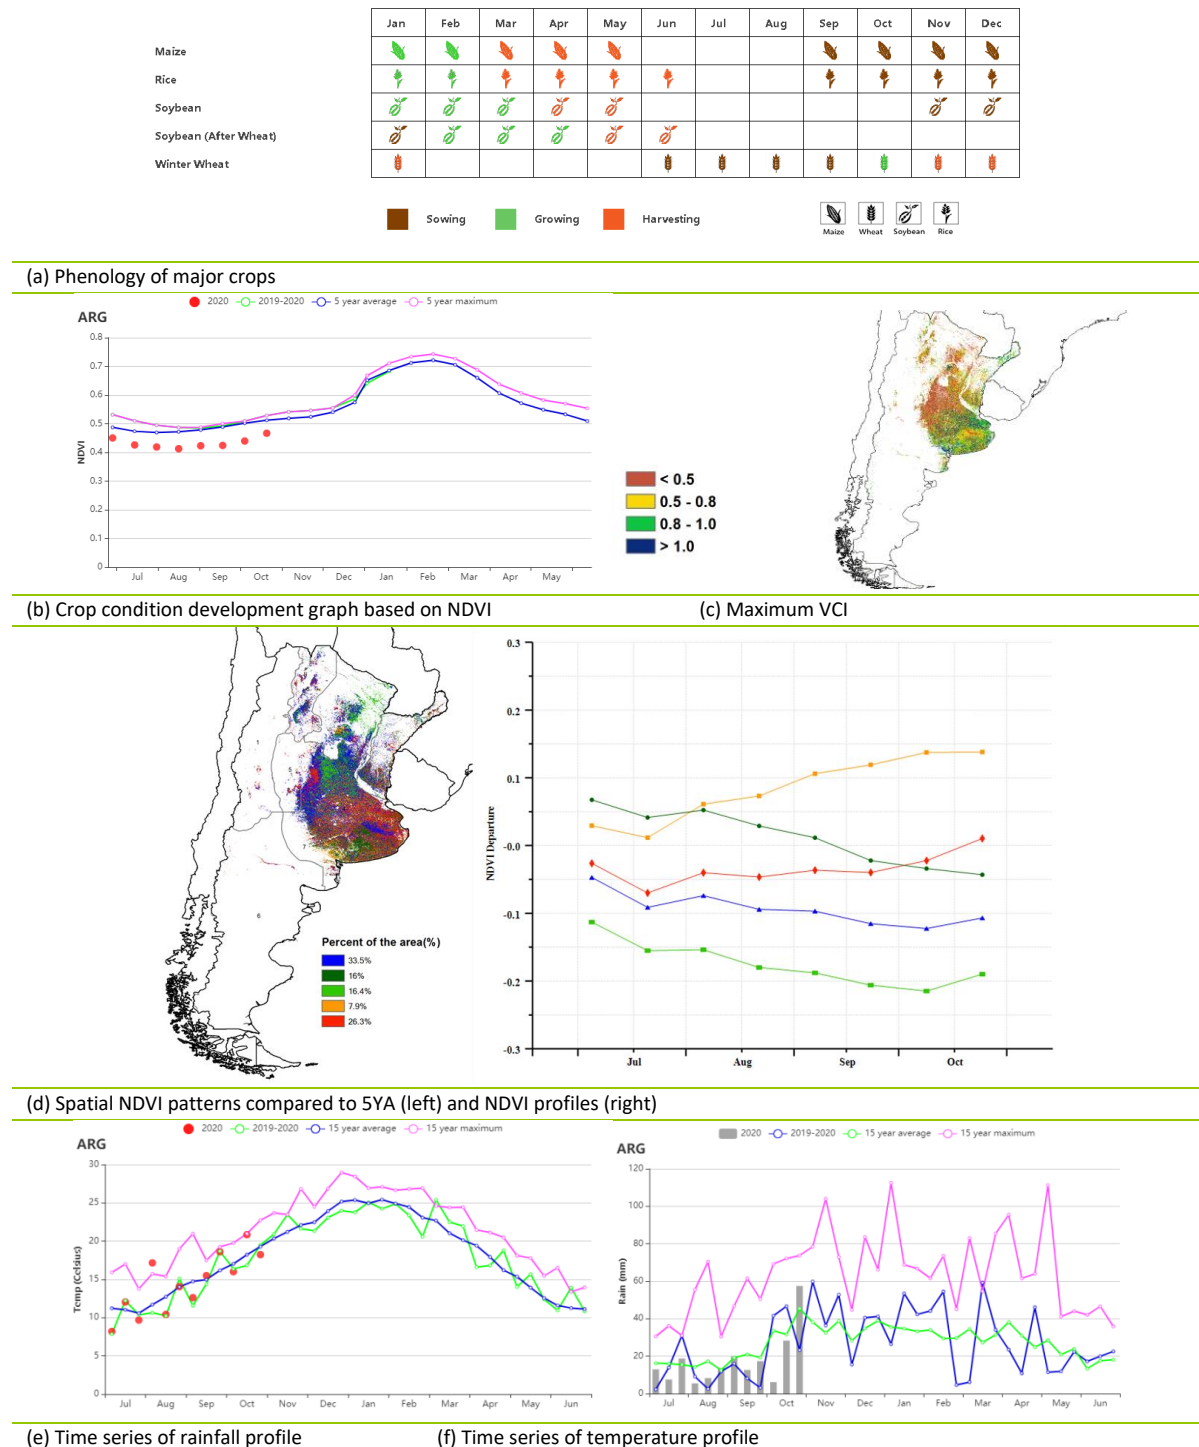 Jan Feb Mar Apr May Jun Jul Aug Sep Oct Nov Dec
Maize
Rice
Soybean
Soybean (After Wheat)
Winter Wheat
Sowing Growing Harvesting
Maize Wheat Soybean Rice
(a) Phenology of major crops
2020 2019-2020 5 year average 5 year maximum
ARG
0.8
0.7
0.6
0.5
0.4
0.3
0.2
0.1
0
NDVI
Jul Aug Sep Oct Nov Dec Jan Feb Mar Apr May
< 0.5
0.5 - 0.8
0.8 - 1.0
> 1.0
(b) Crop condition development graph based on NDVI (c) Maximum VCI
5
7
6
Percent of the area(%)
33.5%
16%
16.4%
7.9%
26.3%
0.3
0.2
0.1
-0.0
-0.1
-0.2
-0.3
NDVI Departure
Jul Aug Sep Oct
(d) Spatial NDVI patterns compared to 5YA (left) and NDVI profiles (right)
2020 2019-2020 15 year average 15 year maximum
ARG
30
25
20
15
10
5
0
Temp (Celsius)
Jul Aug Sep Oct Nov Dec Jan Feb Mar Apr May Jun
2020 2019-2020 15 year average 15 year maximum
ARG
120
100
80
60
40
20
0
Rain (mm)
Jul Aug Sep Oct Nov Dec Jan Feb Mar Apr May Jun
(e) Time series of rainfall profile (f) Time series of temperature profile